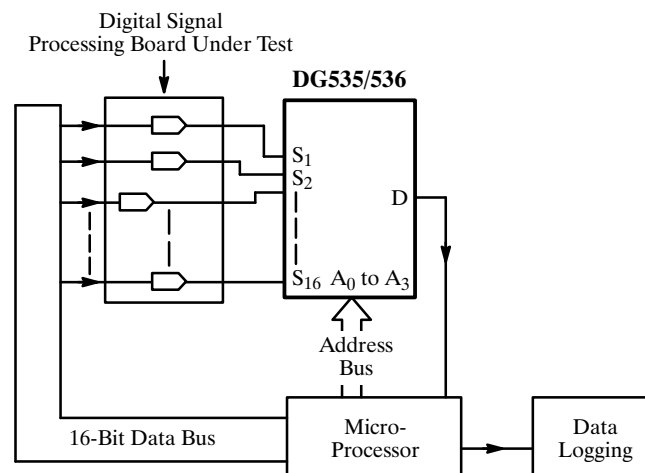 Digital Signal
Processing Board Under Test
DG535/536
S1
S2
D
S16 A0 to A3
Address
Bus
16-Bit Data Bus
Micro-
Processor
Data
Logging